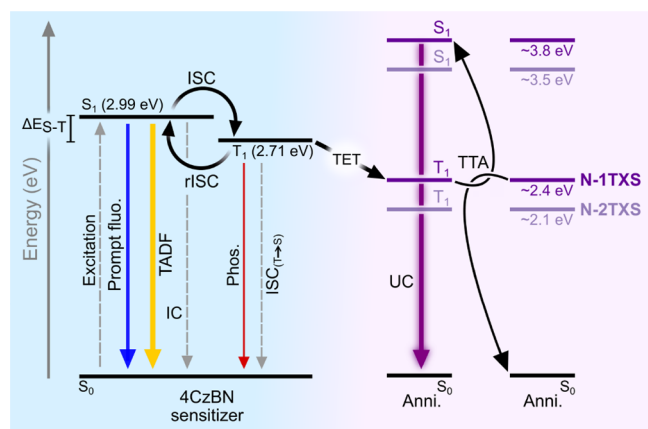 Energy (eV)
ΔE_S-T
S₁ (2.99 eV)
ISC
rISC
T₁ (2.71 eV)
TET
Excitation
Prompt fluo.
TADF
IC
Phos.
ISC(T→S)
S₀
4CzBN
sensitizer
S₁
S₁
~3.8 eV
~3.5 eV
T₁
TTA
T₁
N-1TXS
~2.4 eV
N-2TXS
~2.1 eV
UC
S₀
Anni.
S₀
Anni.